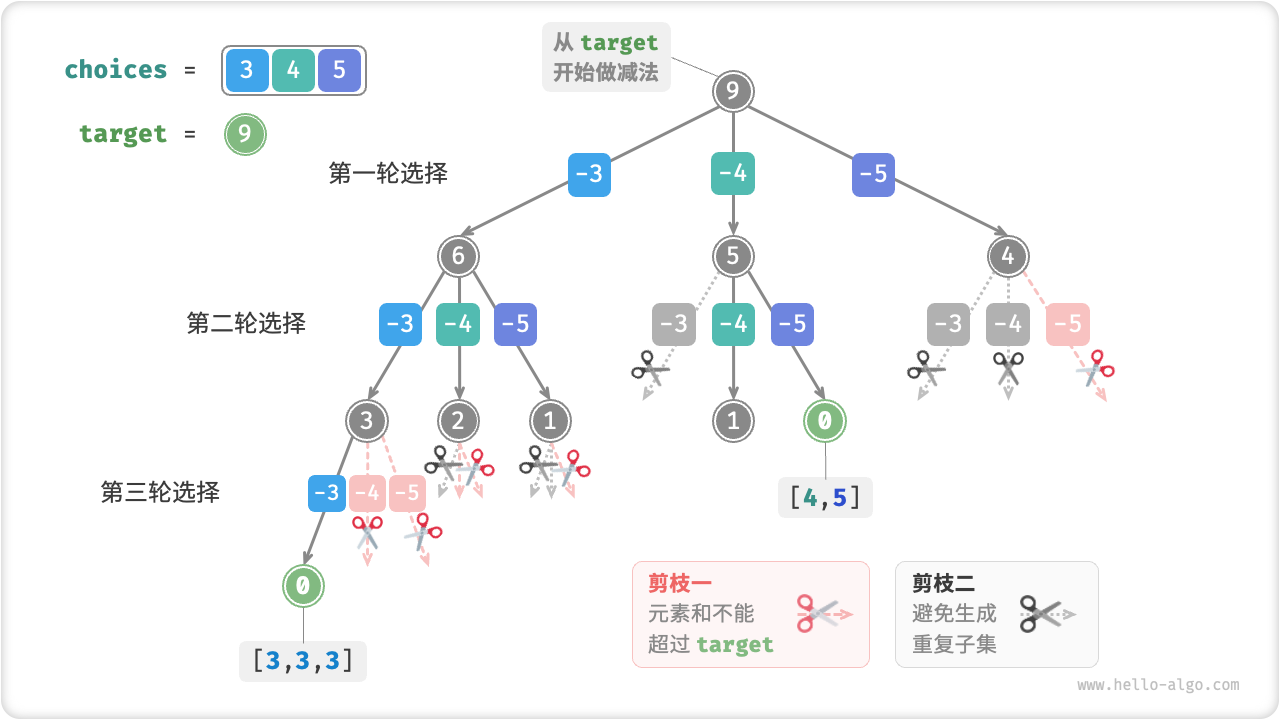 choices = 3 4 5
target = 9
从 target
开始做减法
9
第一轮选择
-3 -4 -5
6 5 4
第二轮选择
-3 -4 -5 -3 -4 -5 -3 -4 -5
3 2 1 1 0
第三轮选择
-3 -4 -5
[4,5]
0
[3,3,3]
剪枝一
元素和不能
超过 target
剪枝二
避免生成
重复子集
www.hello-algo.com